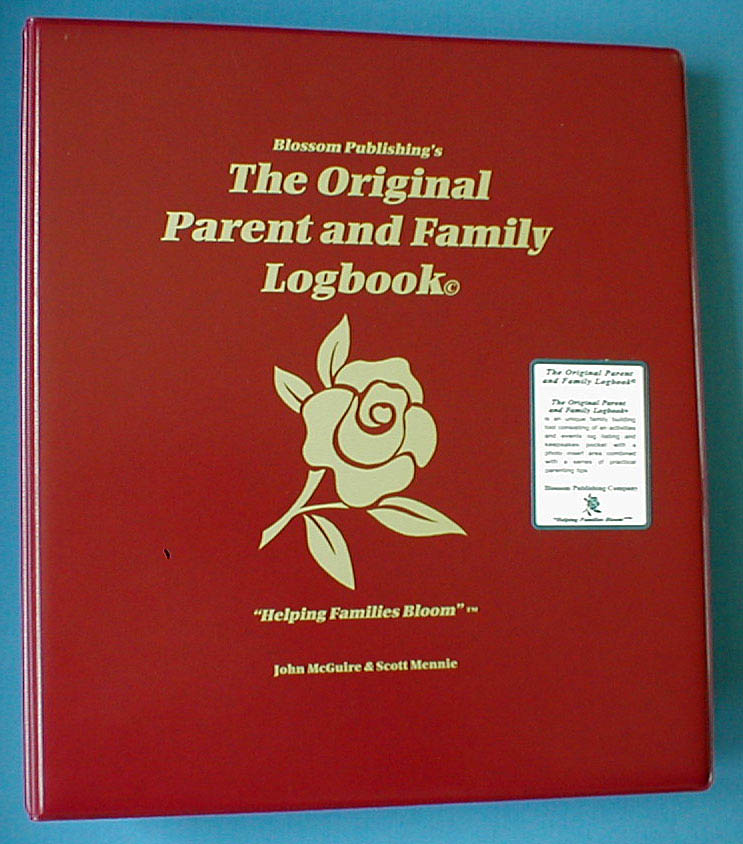 Blossom Publishing's
The Original
Parent and Family
Logbook©
"Helping Families Bloom"™
John McGuire & Scott Mennie
The Original Parent
and Family Logbook©
The Original Parent
and Family Logbook©
is an unique family building
tool consisting of an activities
and events log listing and
keepsakes pocket with a
photo insert area combined
with a series of practical
parenting tips
Blossom Publishing Company
"Helping Families Bloom"™